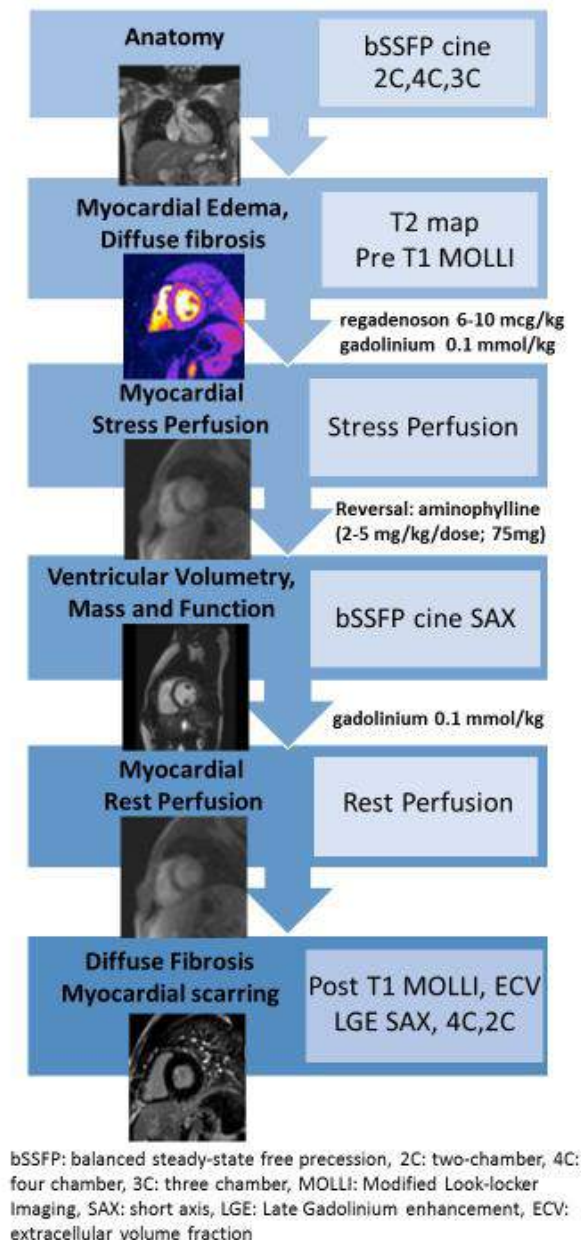 Anatomy
bSSFP cine
2C,4C,3C
Myocardial Edema,
Diffuse fibrosis
T2 map
Pre T1 MOLLI
regadenoson 6-10 mcg/kg
gadolinium 0.1 mmol/kg
Myocardial
Stress Perfusion
Stress Perfusion
Reversal: aminophylline
(2-5 mg/kg/dose; 75mg)
Ventricular Volumetry,
Mass and Function
bSSFP cine SAX
gadolinium 0.1 mmol/kg
Myocardial
Rest Perfusion
Rest Perfusion
Diffuse Fibrosis
Myocardial scarring
Post T1 MOLLI, ECV
LGE SAX, 4C,2C
bSSFP: balanced steady-state free precession, 2C: two-chamber, 4C:
four chamber, 3C: three chamber, MOLLI: Modified Look-locker
Imaging, SAX: short axis, LGE: Late Gadolinium enhancement, ECV:
extracellular volume fraction